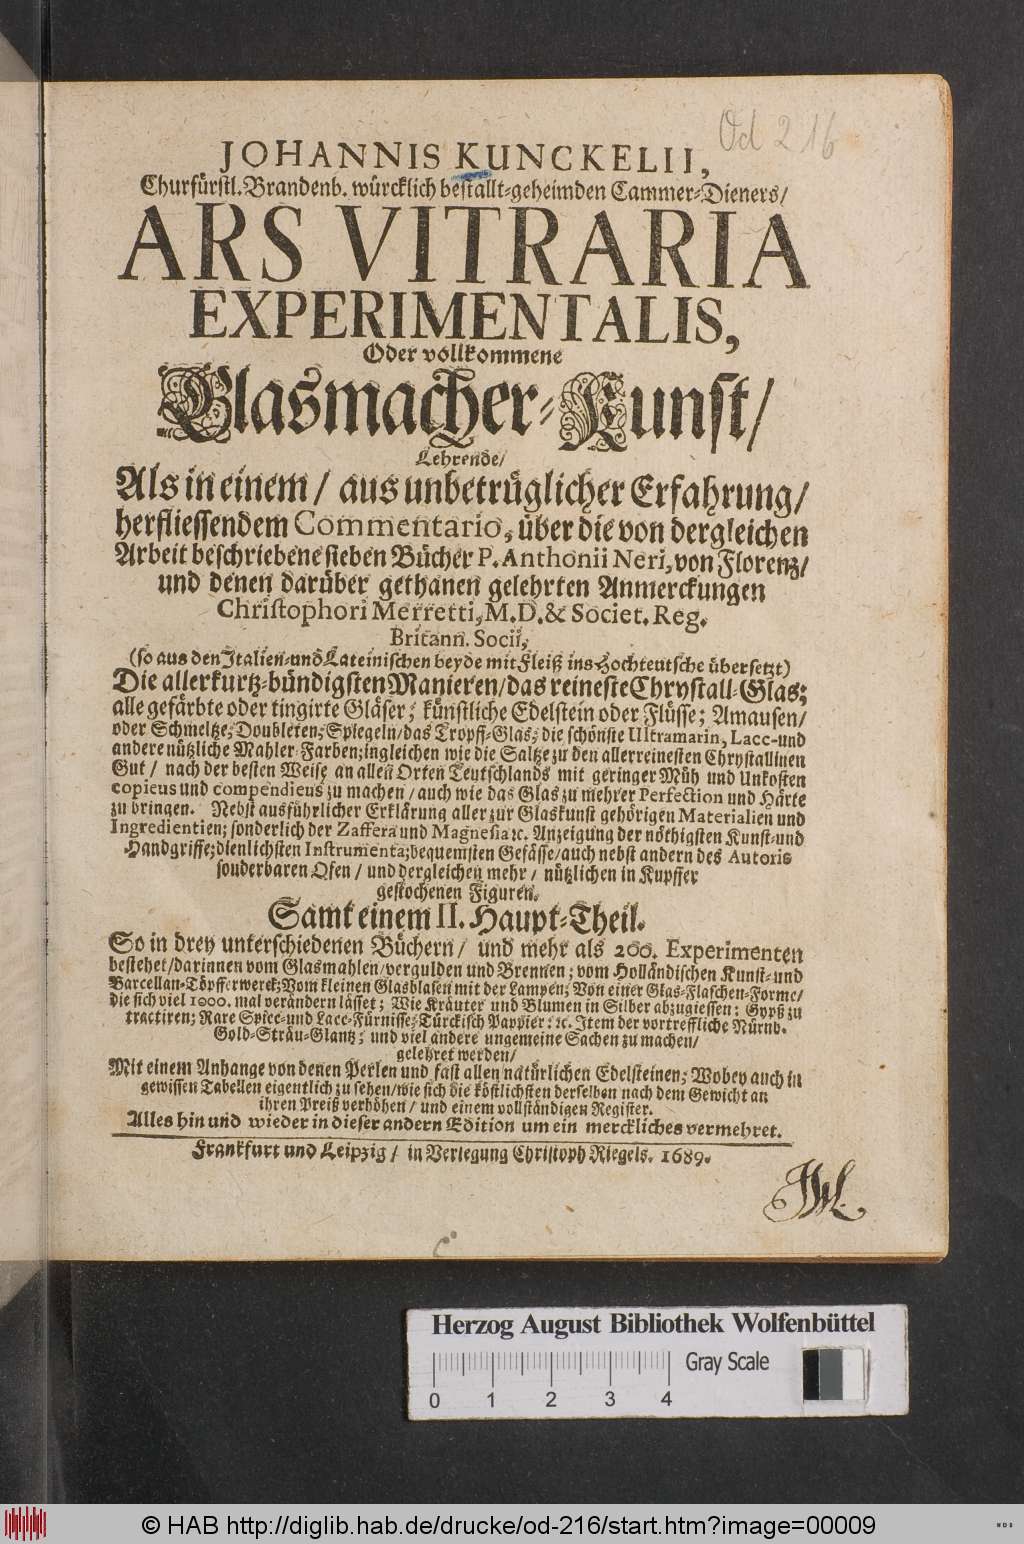 Od 216
JOHANNIS KUNCKELII,
Churfürstl. Brandenb. würcklich bestallt-geheimden Cammer-Dieners/
ARS VITRARIA
EXPERIMENTALIS,
Oder vollkommene
Glasmacher-Kunst/
Lehrende/
Als in einem/ aus unbetrüglicher Erfahrung/
herfliessendem Commentario, über die von dergleichen
Arbeit beschriebene sieben Bücher P. Anthonii Neri, von Florenz/
und denen darüber gethanen gelehrten Anmerckungen
Christophori Merretti, M.D. & Societ. Reg.
Britann. Socii,
(so aus den Italien-und Lateinischen beyde mit Fleiß ins Hochteutsche übersetzt)
Die allerkurtz-bündigsten Manieren/ das reineste Chrystall-Glas;
alle gefärbte oder tingirte Gläser; künstliche Edelstein oder Flüsse; Amausen/
oder Schmeltze; Doubleten; Spiegeln/ das Tropff-Glas; die schönste Ultramarin, Lacc-und
andere nützliche Mahler-Farben; ingleichen wie die Saltze zu den allerreinesten Chrystallinen
Gut/ nach der besten Weise an allen Orten Teutschlands mit geringer Müh und Unkosten
copieus und compendieus zu machen/ auch wie das Glas zu mehrer Perfection und Härte
zu bringen. Nebst ausführlicher Erklärung aller zur Glaskunst gehörigen Materialien und
Ingredientien; sonderlich der Zaffera und Magnesia ꝛc. Anzeigung der nöthigsten Kunst-und
Handgriffe; dienlichsten Instrumenta; bequemsten Gefässe/ auch nebst andern des Autoris
sonderbaren Ofen/ und dergleichen mehr/ nützlichen in Kupffer
gestochenen Figuren.
Samt einem II. Haupt-Theil.
So in drey unterschiedenen Büchern/ und mehr als 200. Experimenten
bestehet/ darinnen vom Glasmahlen/ vergulden und Brennen; vom Holländischen Kunst-und
Barcellan-Töpfferwerck; Vom kleinen Glasblasen mit der Lampen; Von einer Glas-Flaschen-Forme/
die sich viel 1000. mal verändern lässet; Wie Kräuter und Blumen in Silber abzugiessen; Gypß zu
tractiren; Rare Spicc-und Lacc-Fürnisse; Türckisch Pappier: ꝛc. Item der vortreffliche Nürnb.
Gold-Sträu-Glantz; und viel andere ungemeine Sachen zu machen/
gelehret werden/
Mit einem Anhange von denen Perlen und fast allen natürlichen Edelsteinen; Wobey auch in
gewissen Tabellen eigentlich zu sehen/ wie sich die köstlichsten derselben nach dem Gewicht an
ihren Preiß verhöhen/ und einem vollständigen Register.
Alles hin und wieder in dieser andern Edition um ein merckliches vermehret.
Franckfurt und Leipzig/ in Verlegung Christoph Riegels. 1689.
Herzog August Bibliothek Wolfenbüttel
Gray Scale
0 1 2 3 4
© HAB http://diglib.hab.de/drucke/od-216/start.htm?image=00009